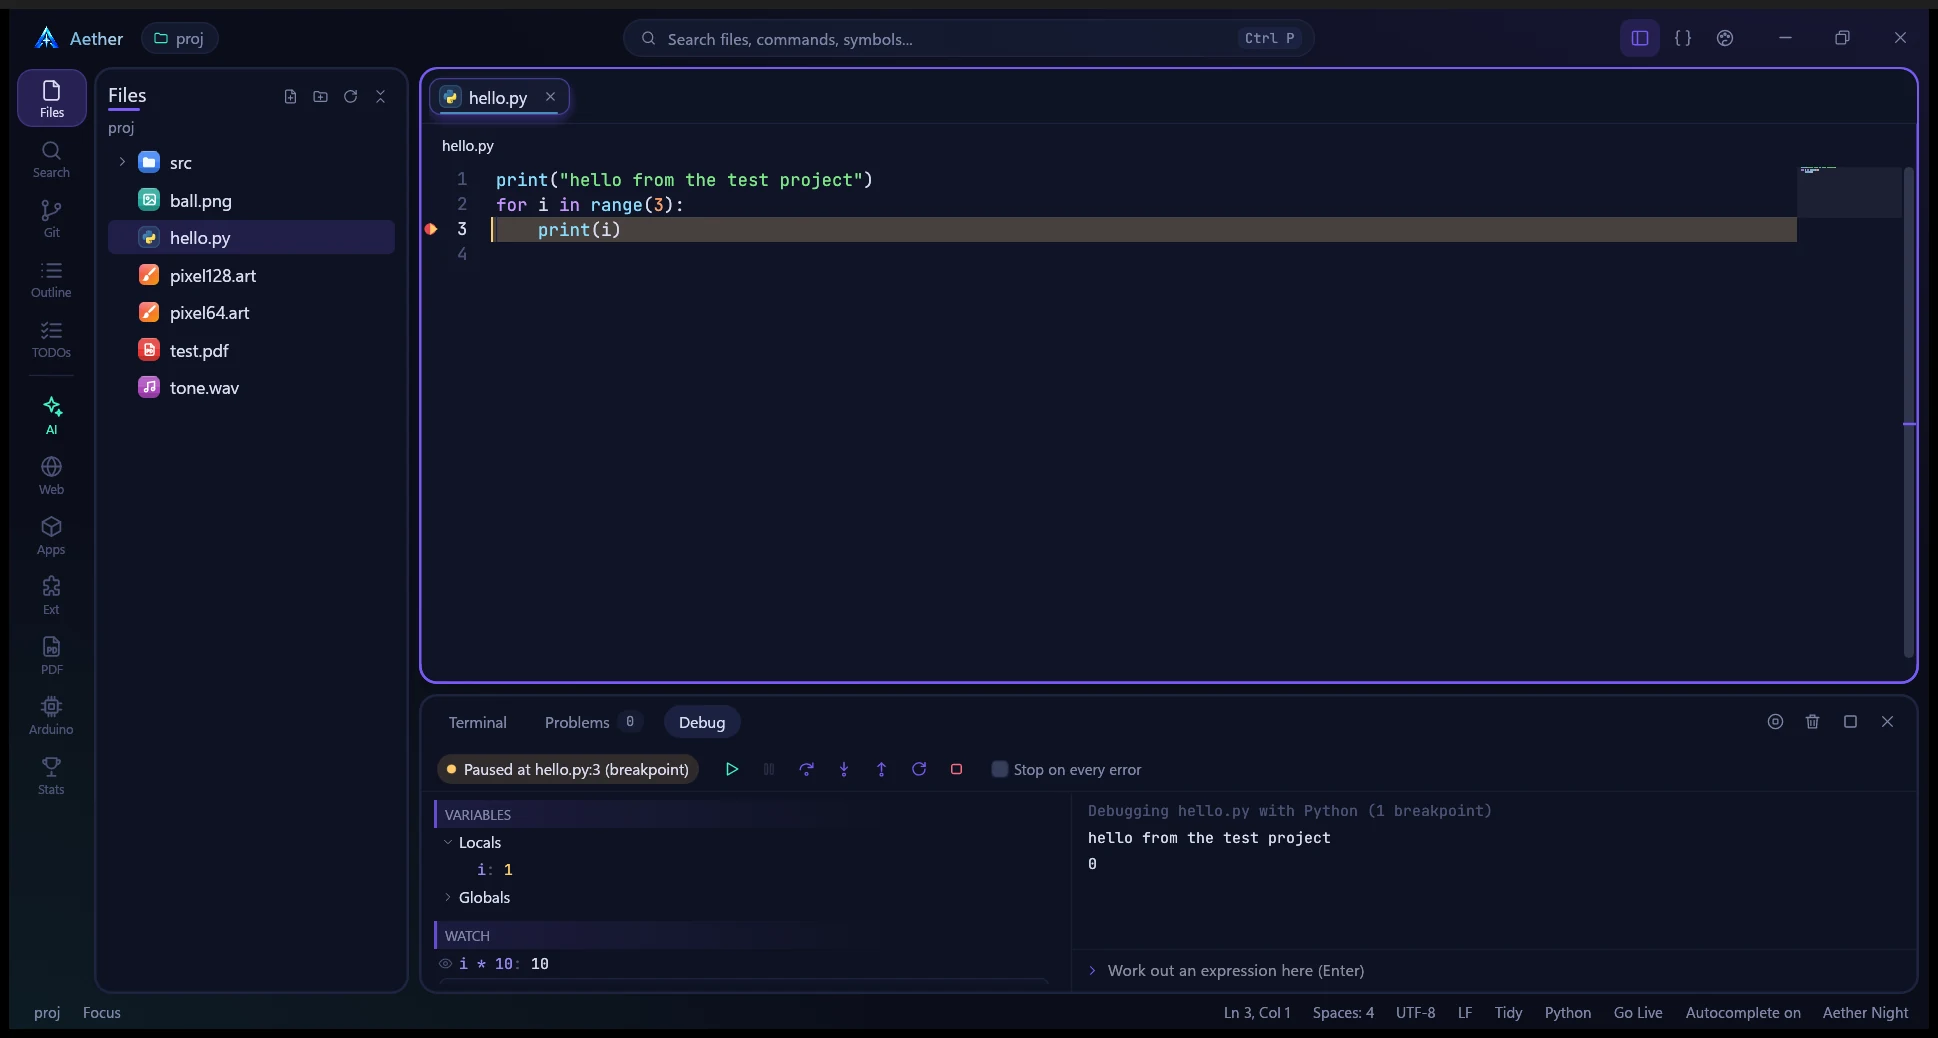 Aether
proj
Search files, commands, symbols...
Ctrl P
Files
Search
Git
Outline
TODOs
AI
Web
Apps
Ext
PDF
Arduino
Stats
Files
proj
src
ball.png
hello.py
pixel128.art
pixel64.art
test.pdf
tone.wav
hello.py
hello.py
1 print("hello from the test project")
2 for i in range(3):
3     print(i)
4
Terminal
Problems 0
Debug
Paused at hello.py:3 (breakpoint)
Stop on every error
VARIABLES
Locals
i: 1
Globals
WATCH
i * 10: 10
Debugging hello.py with Python (1 breakpoint)
hello from the test project
0
> Work out an expression here (Enter)
proj
Focus
Ln 3, Col 1
Spaces: 4
UTF-8
LF
Tidy
Python
Go Live
Autocomplete on
Aether Night